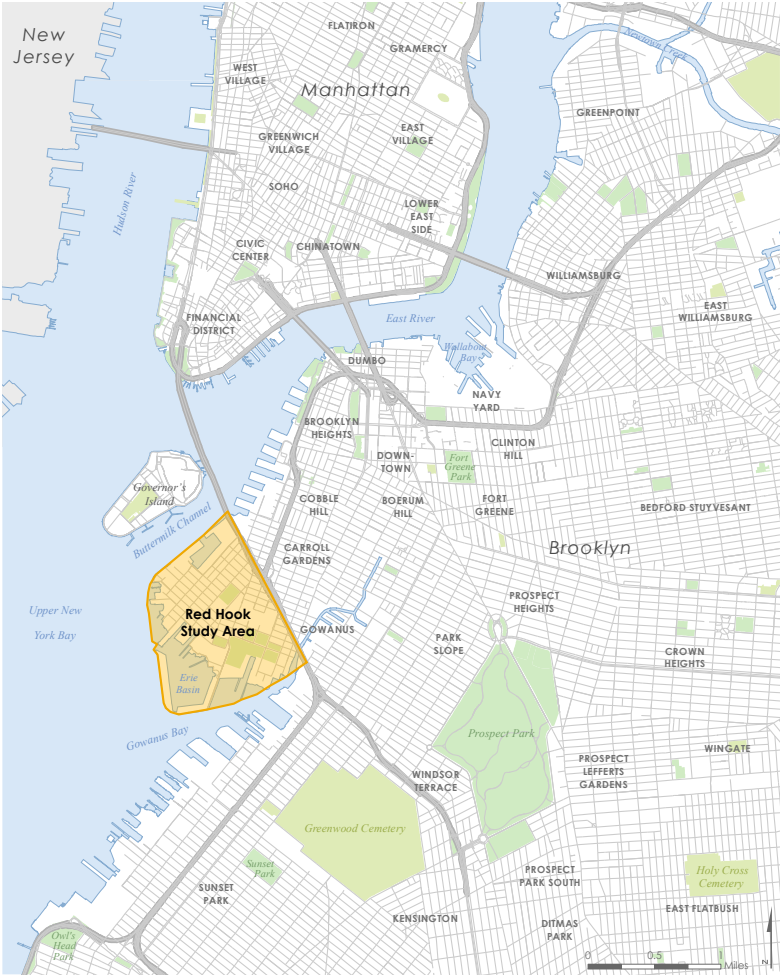 New
Jersey
FLATIRON
GRAMERCY
Newtown Creek
WEST
VILLAGE
Manhattan
GREENPOINT
EAST
VILLAGE
GREENWICH
VILLAGE
SOHO
Hudson River
LOWER
EAST
SIDE
CIVIC
CENTER
CHINATOWN
WILLIAMSBURG
EAST
WILLIAMSBURG
FINANCIAL
DISTRICT
East River
Wallabout
Bay
DUMBO
NAVY
YARD
BROOKLYN
HEIGHTS
CLINTON
HILL
DOWN-
TOWN
Fort
Greene
Park
Governor's
Island
COBBLE
HILL
BOERUM
HILL
FORT
GREENE
BEDFORD STUYVESANT
Buttermilk Channel
CARROLL
GARDENS
Brooklyn
Upper New
York Bay
Red Hook
Study Area
GOWANUS
PROSPECT
HEIGHTS
PARK
SLOPE
CROWN
HEIGHTS
Erie
Basin
Gowanus Bay
Prospect Park
WINGATE
PROSPECT
LEFFERTS
GARDENS
WINDSOR
TERRACE
Greenwood Cemetery
Sunset
Park
SUNSET
PARK
PROSPECT
PARK SOUTH
Holy Cross
Cemetery
KENSINGTON
EAST FLATBUSH
DITMAS
PARK
Owl's
Head
Park
0 0.5 1
Miles
N